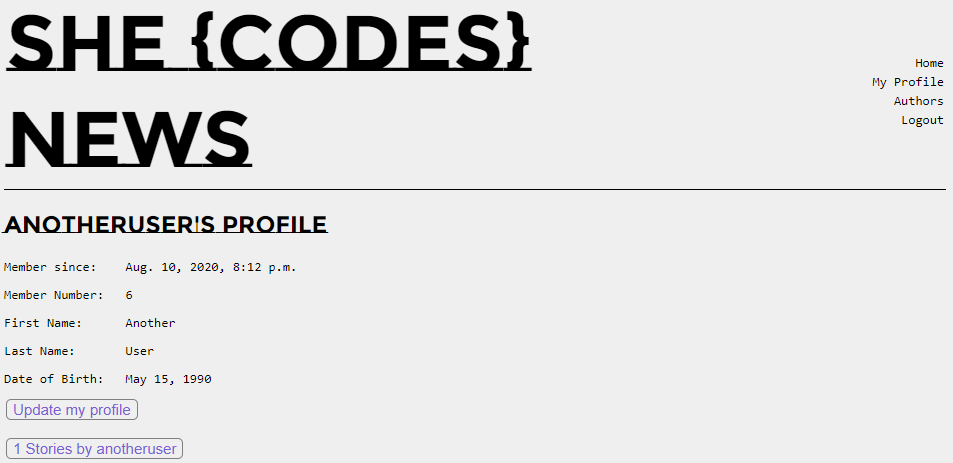 SHE {CODES}
NEWS
Home
My Profile
Authors
Logout
ANOTHERUSER'S PROFILE
Member since: Aug. 10, 2020, 8:12 p.m.
Member Number: 6
First Name: Another
Last Name: User
Date of Birth: May 15, 1990
Update my profile
1 Stories by anotheruser